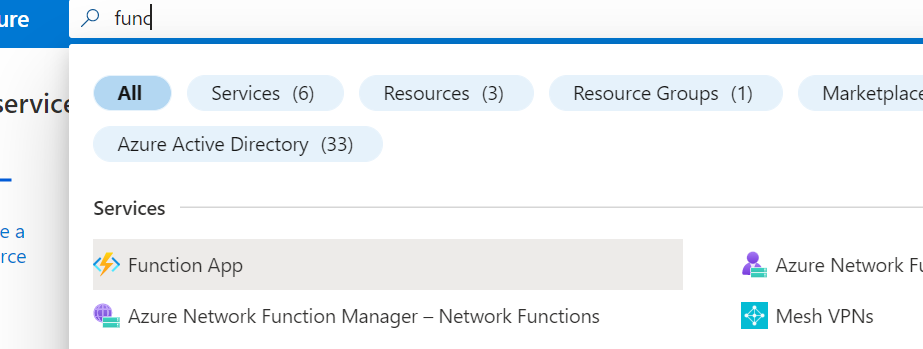 ure
func
All
Services (6)
Resources (3)
Resource Groups (1)
Marketplace
Azure Active Directory (33)
service
Services
e a
rce
Function App
Azure Network Fu
Azure Network Function Manager – Network Functions
Mesh VPNs